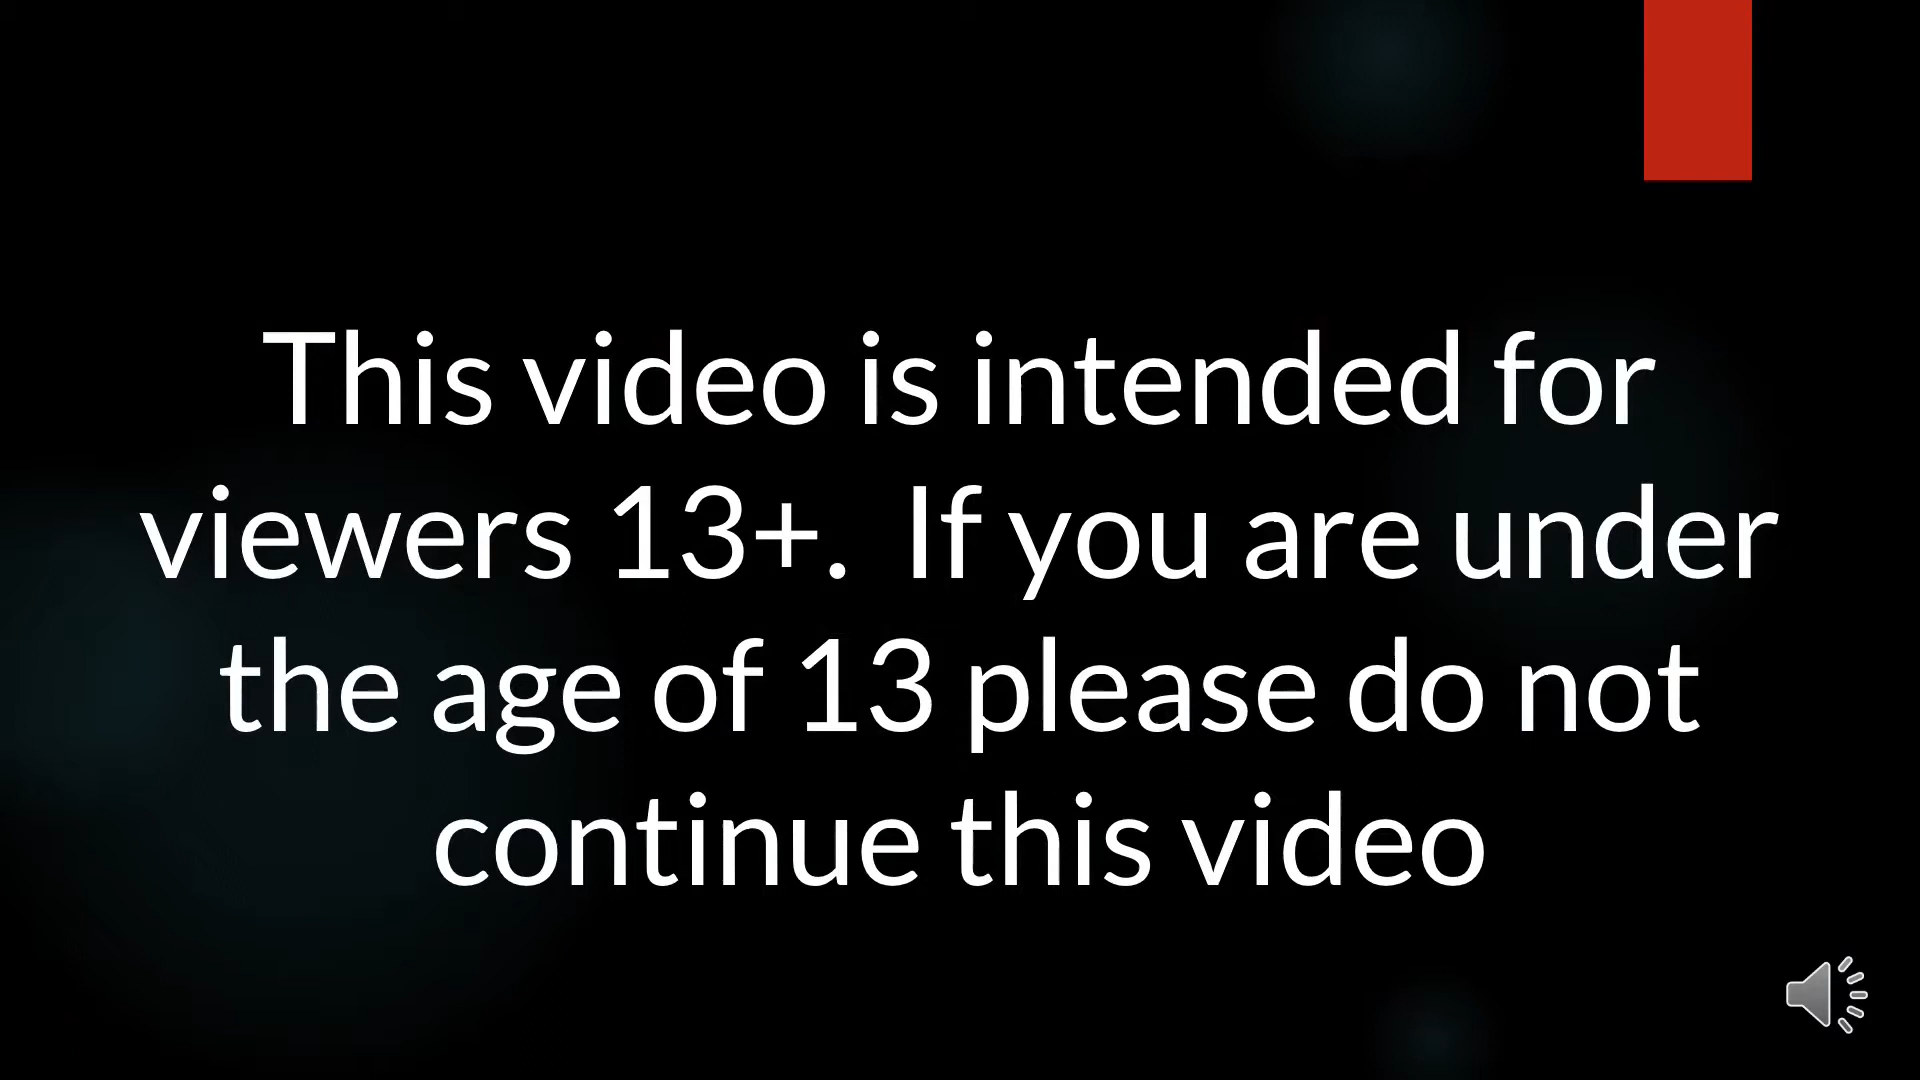 This video is intended for
viewers 13+.  If you are under
the age of 13 please do not
continue this video